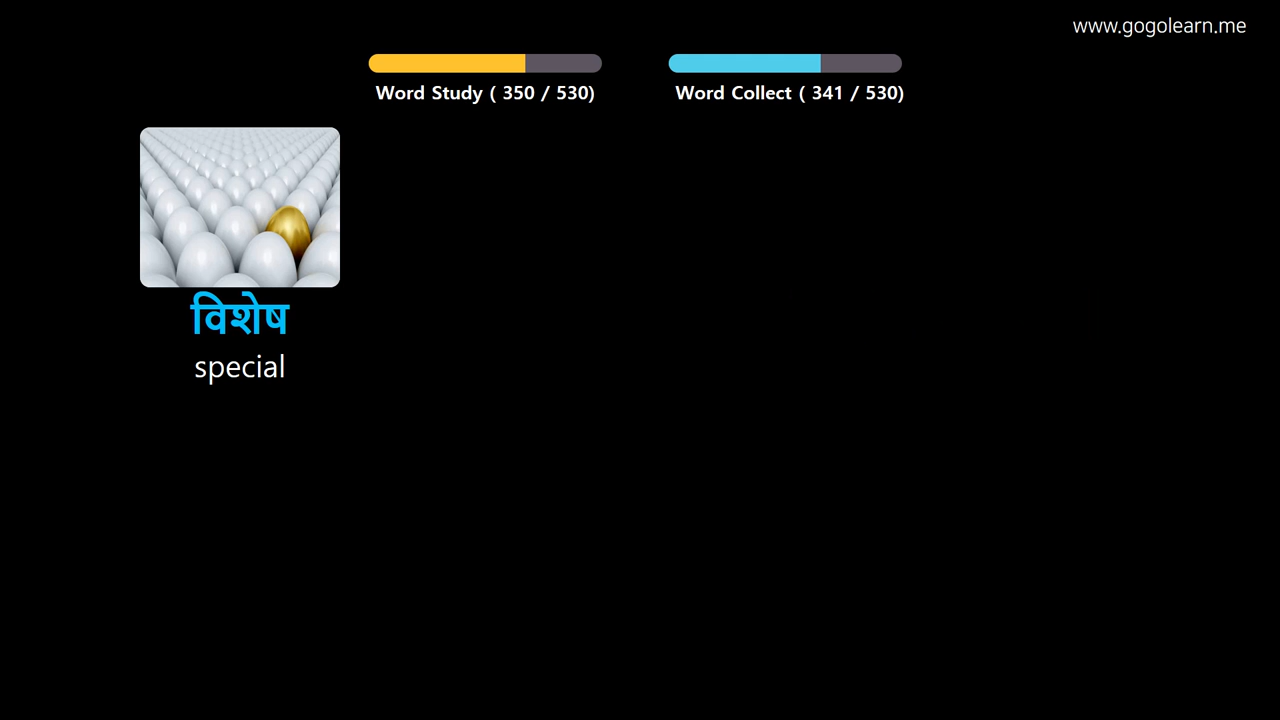 www.gogolearn.me
Word Study ( 350 / 530)
Word Collect ( 341 / 530)
विशेष
special